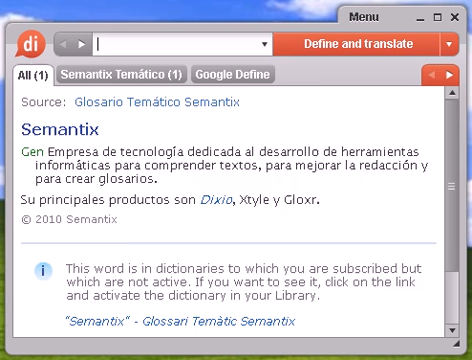 Menu
di
Define and translate
All (1) Semantix Temático (1) Google Define
Source: Glosario Temático Semantix
Semantix
Gen Empresa de tecnología dedicada al desarrollo de herramientas
informáticas para comprender textos, para mejorar la redacción y
para crear glosarios.
Su principales productos son Dixio, Xtyle y Gloxr.
© 2010 Semantix
i
This word is in dictionaries to which you are subscribed but
which are not active. If you want to see it, click on the link
and activate the dictionary in your Library.
"Semantix" - Glossari Temàtic Semantix